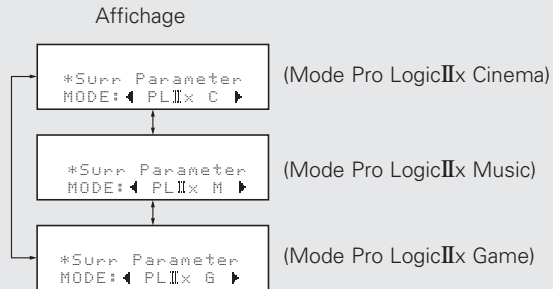 Affichage
*Surr Parameter
MODE:◀ PLⅡx C ▶
(Mode Pro LogicⅡx Cinema)
*Surr Parameter
MODE:◀ PLⅡx M ▶
(Mode Pro LogicⅡx Music)
*Surr Parameter
MODE:◀ PLⅡx G ▶
(Mode Pro LogicⅡx Game)